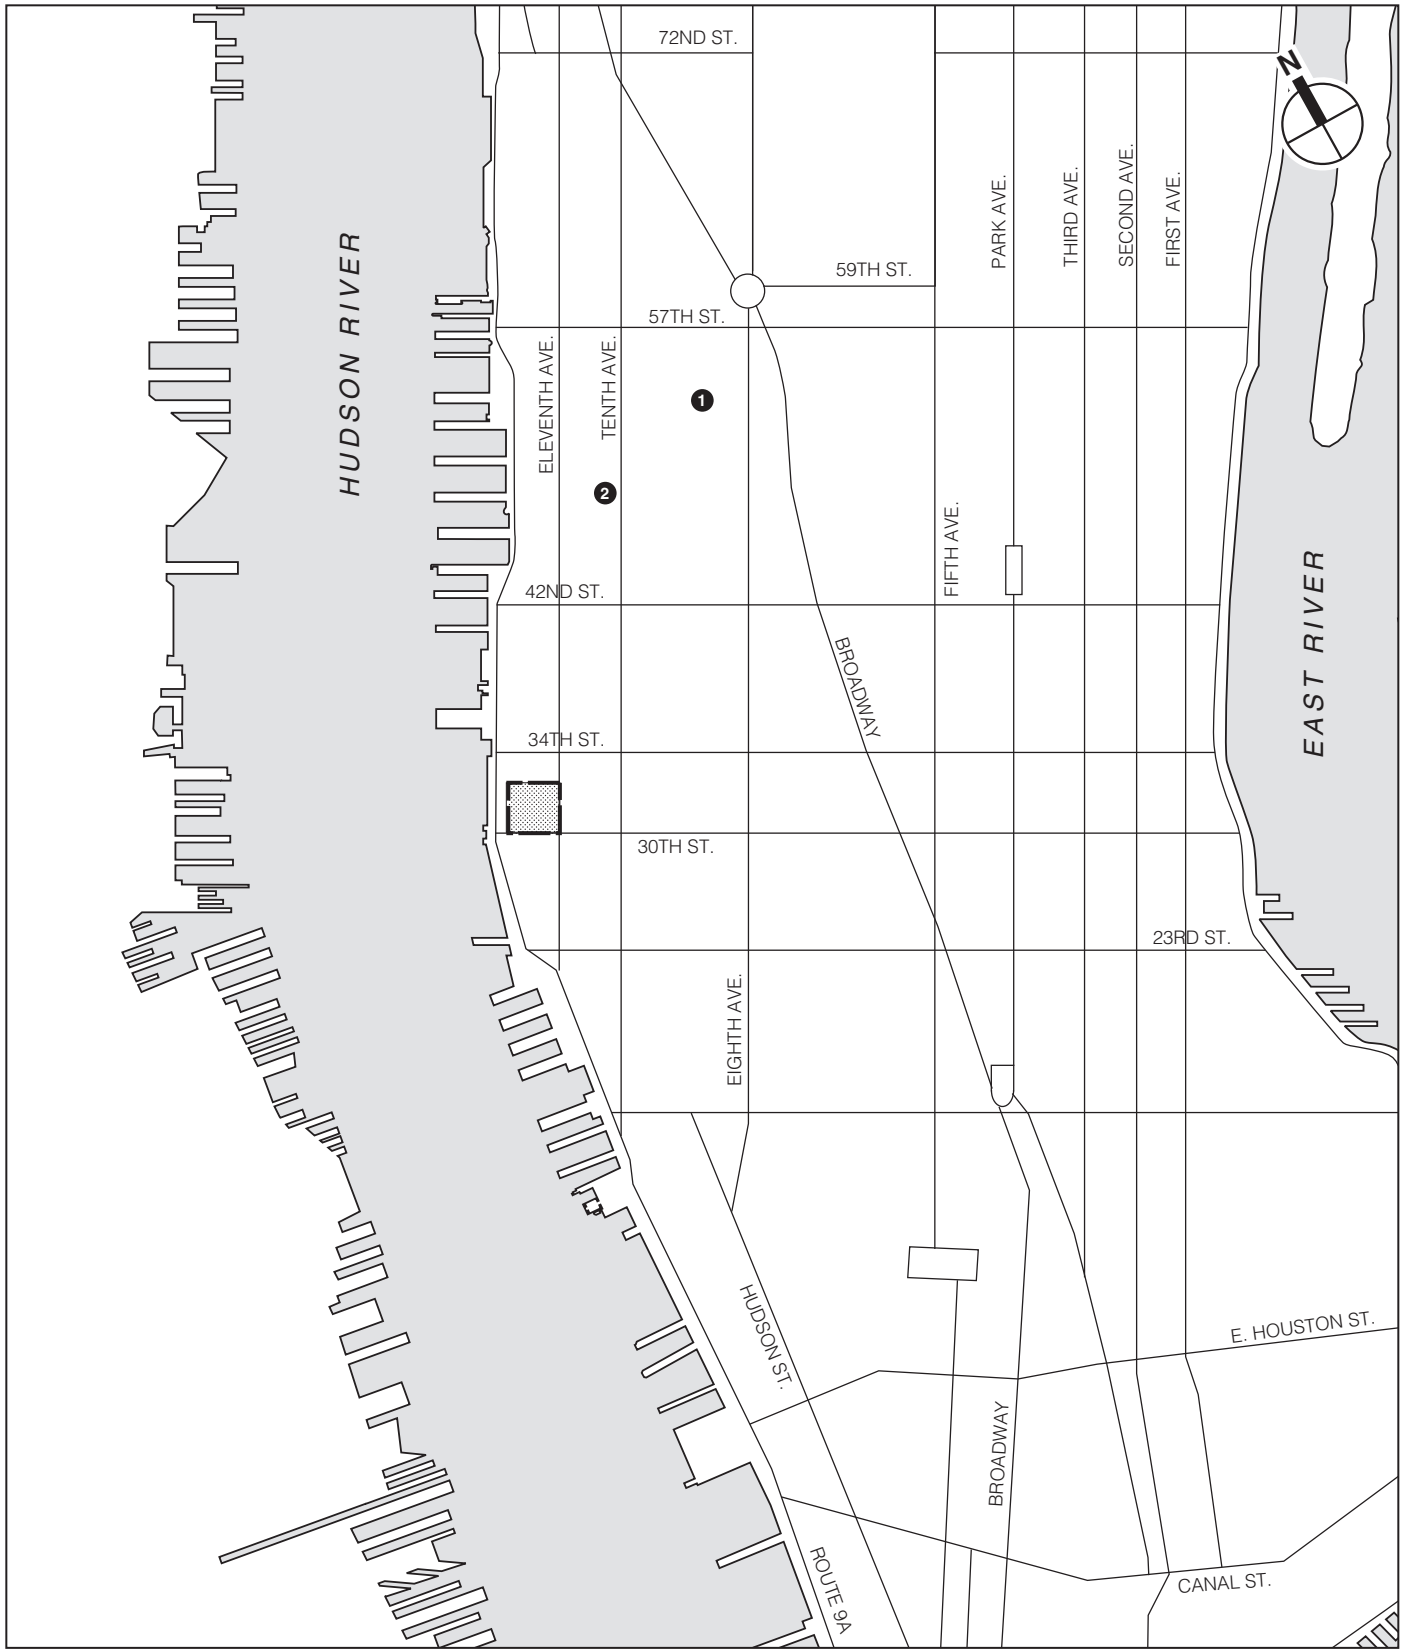 72ND ST.
N
HUDSON RIVER
PARK AVE.
THIRD AVE.
SECOND AVE.
FIRST AVE.
59TH ST.
57TH ST.
ELEVENTH AVE.
TENTH AVE.
1
2
FIFTH AVE.
EAST RIVER
42ND ST.
BROADWAY
34TH ST.
30TH ST.
23RD ST.
EIGHTH AVE.
HUDSON ST.
E. HOUSTON ST.
BROADWAY
ROUTE 9A
CANAL ST.